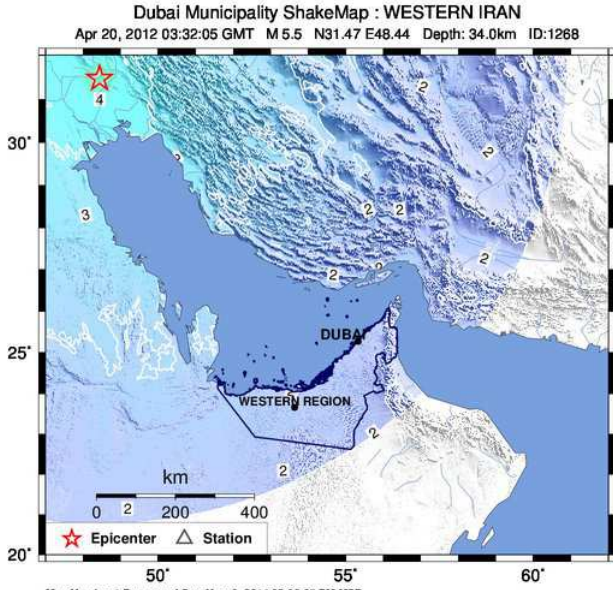 Dubai Municipality ShakeMap : WESTERN IRAN
Apr 20, 2012 03:32:05 GMT M 5.5 N31.47 E48.44 Depth: 34.0km ID:1268
4
2
30˚
2
3
2 2
2
2
DUBAI
25˚
WESTERN REGION
2
2
km
2
0 200 400
Epicenter Station
20˚
50˚ 55˚ 60˚